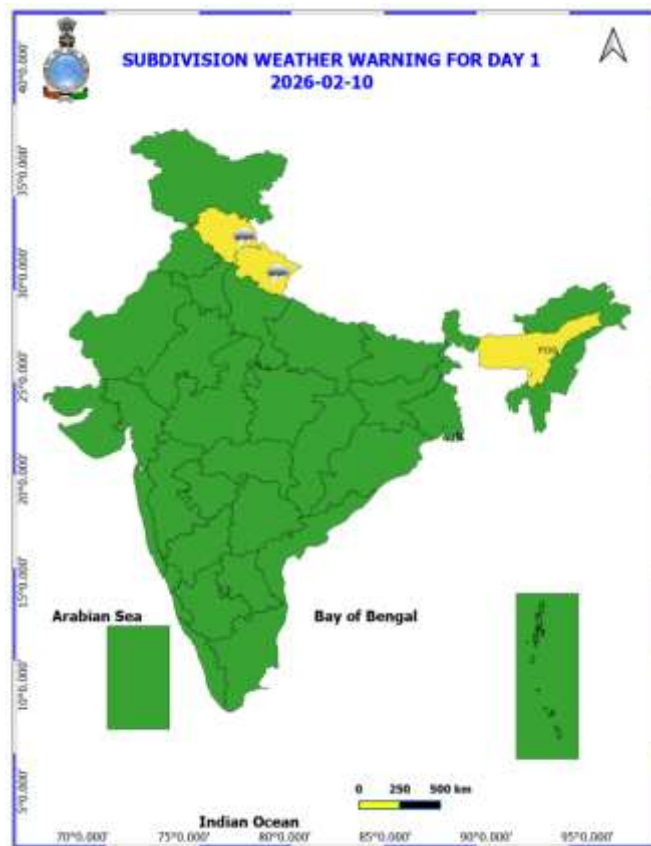 SUBDIVISION WEATHER WARNING FOR DAY 1
2026-02-10
40°0.000'
35°0.000'
30°0.000'
25°0.000'
20°0.000'
15°0.000'
10°0.000'
5°0.000'
FOG
Arabian Sea
Bay of Bengal
0 250 500 km
Indian Ocean
70°0.000' 75°0.000' 80°0.000' 85°0.000' 90°0.000' 95°0.000'